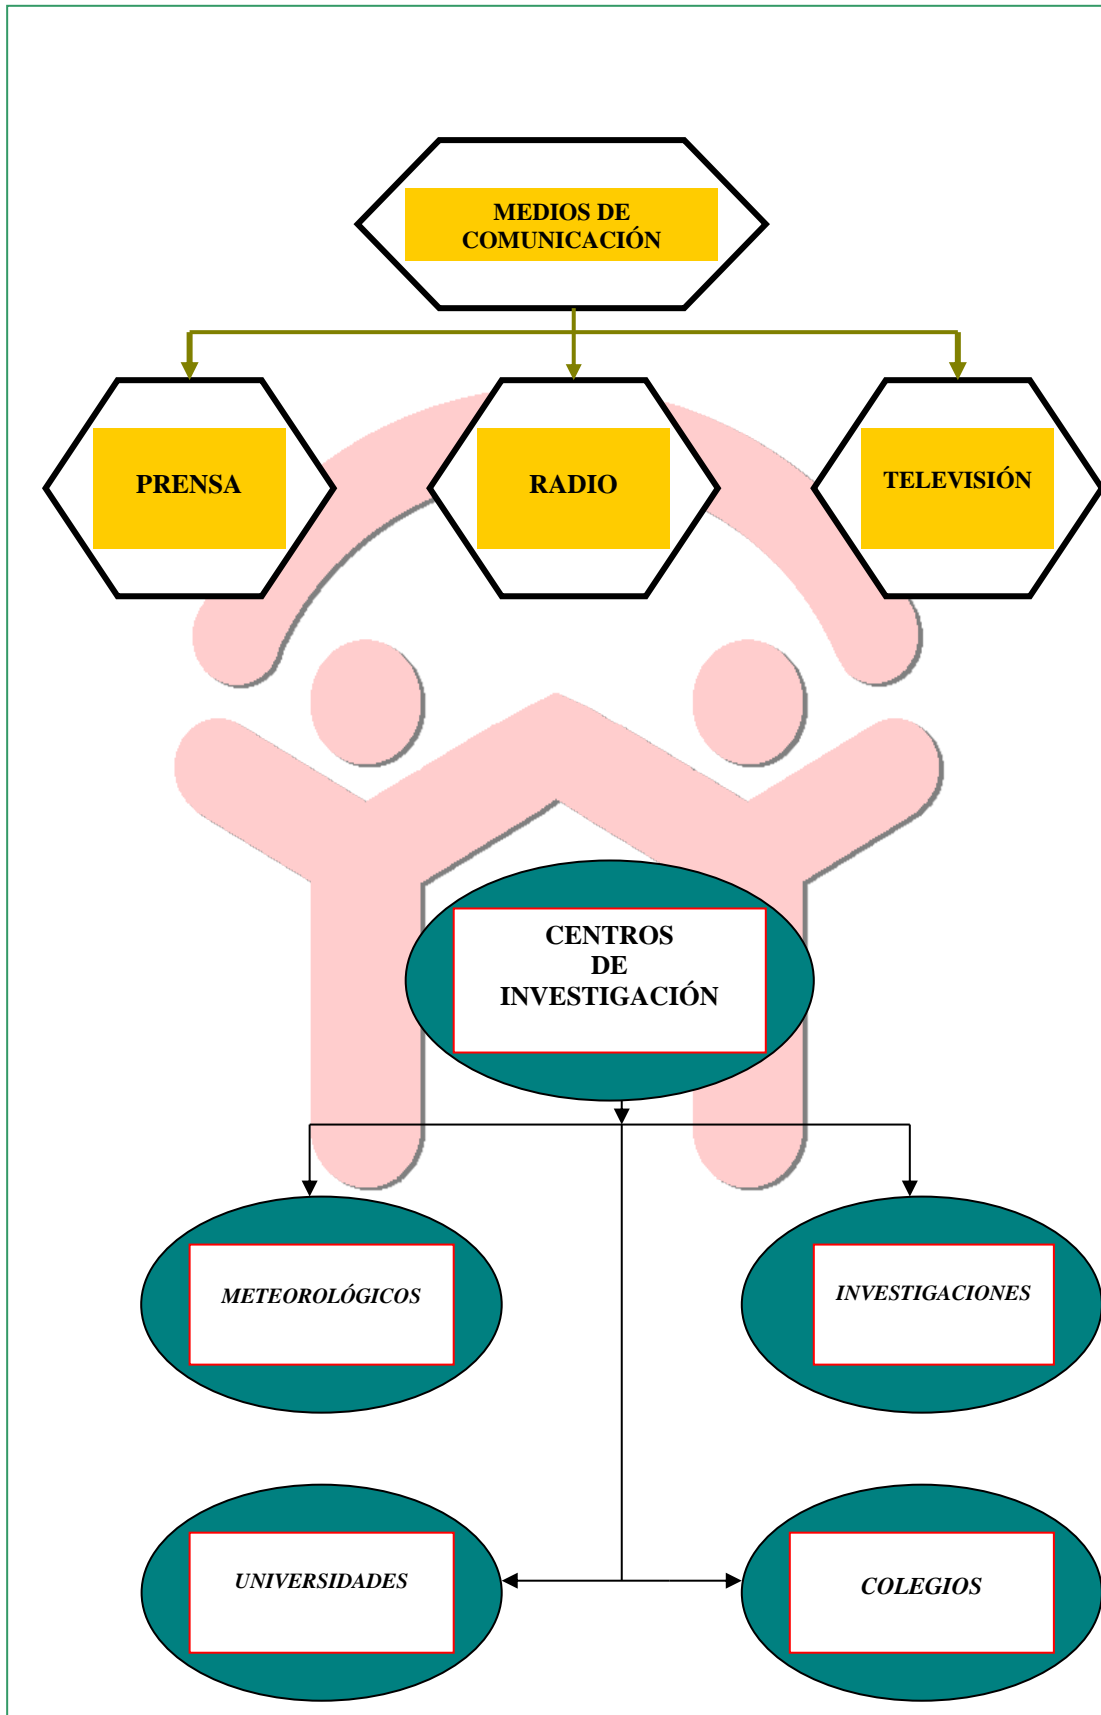 MEDIOS DE
COMUNICACIÓN
PRENSA
RADIO
TELEVISIÓN
CENTROS
DE
INVESTIGACIÓN
METEOROLÓGICOS
INVESTIGACIONES
UNIVERSIDADES
COLEGIOS